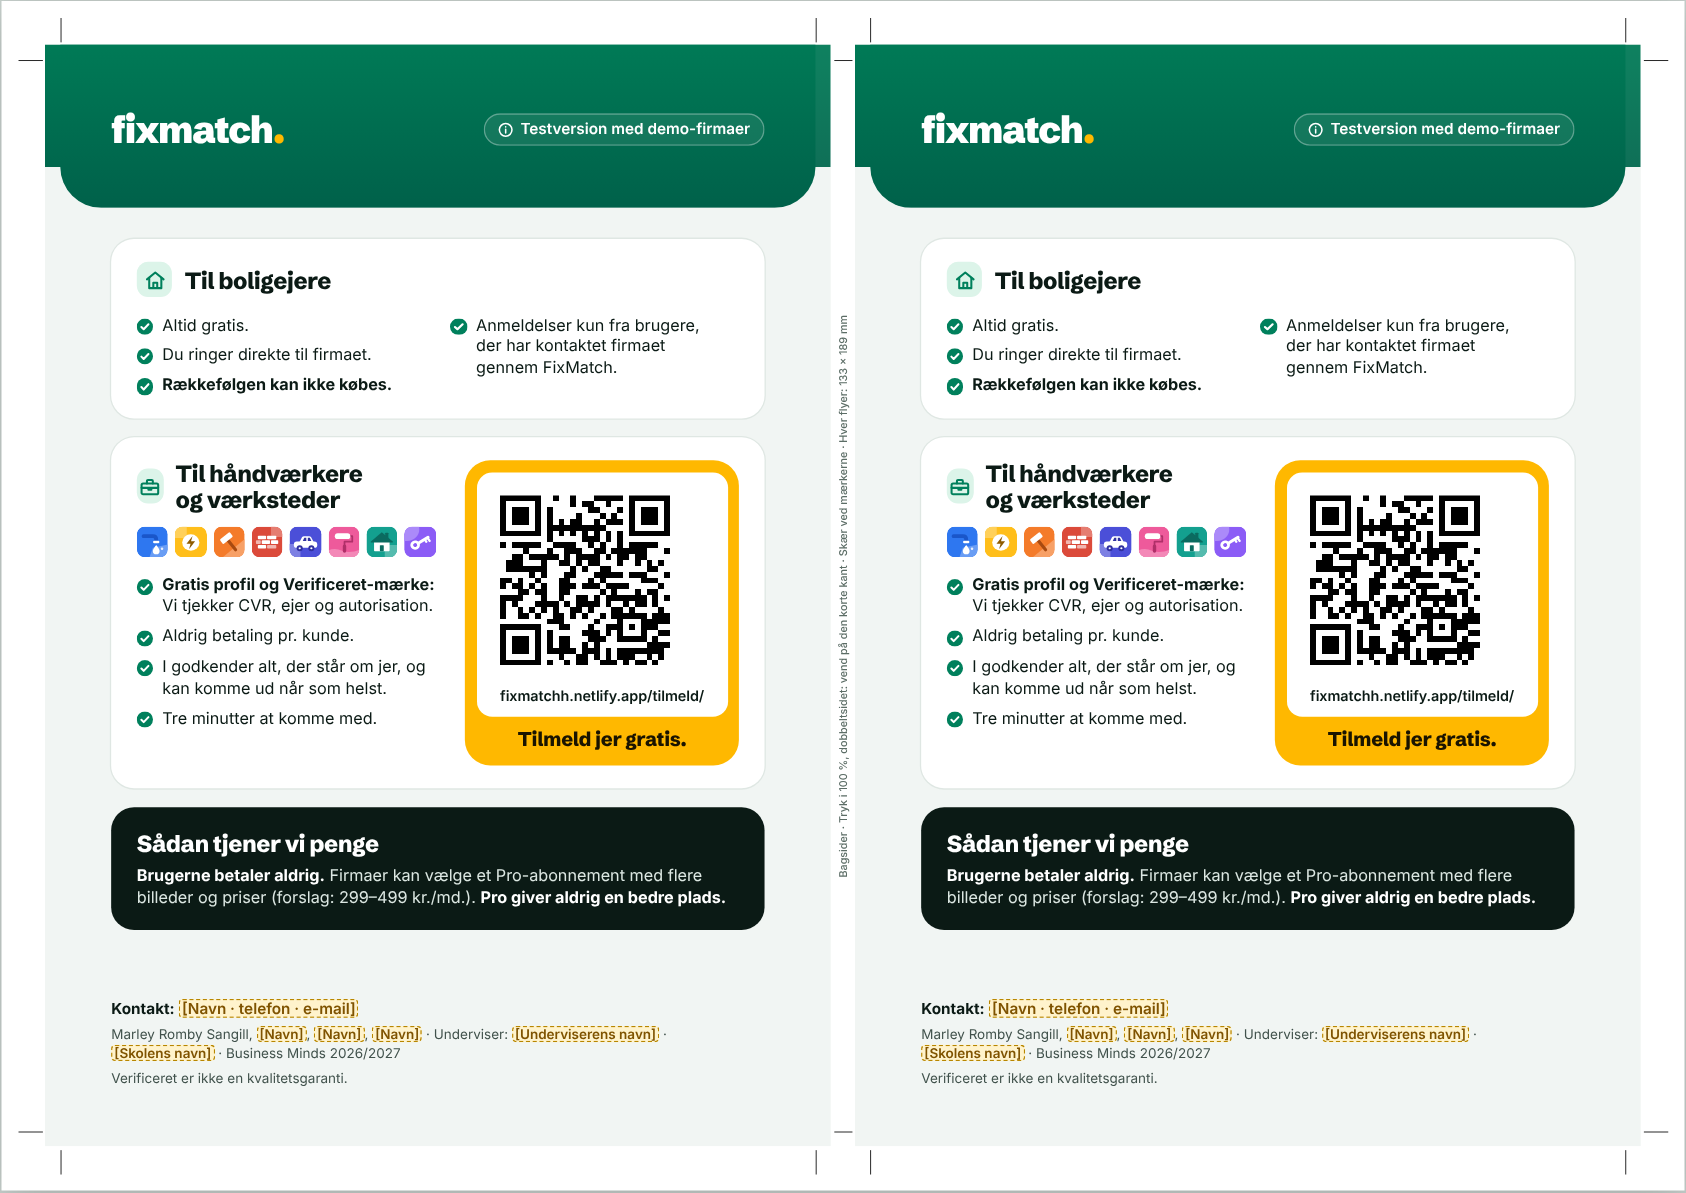 fixmatch.
Testversion med demo-firmaer
Til boligejere
Altid gratis.
Du ringer direkte til firmaet.
Rækkefølgen kan ikke købes.
Anmeldelser kun fra brugere,
der har kontaktet firmaet
gennem FixMatch.
Til håndværkere
og værksteder
Gratis profil og Verificeret-mærke:
Vi tjekker CVR, ejer og autorisation.
Aldrig betaling pr. kunde.
I godkender alt, der står om jer, og
kan komme ud når som helst.
Tre minutter at komme med.
fixmatchh.netlify.app/tilmeld/
Tilmeld jer gratis.
Sådan tjener vi penge
Brugerne betaler aldrig. Firmaer kan vælge et Pro-abonnement med flere
billeder og priser (forslag: 299–499 kr./md.). Pro giver aldrig en bedre plads.
Kontakt: [Navn · telefon · e-mail]
Marley Romby Sangill, [Navn], [Navn], [Navn] · Underviser: [Underviserens navn] ·
[Skolens navn] · Business Minds 2026/2027
Verificeret er ikke en kvalitetsgaranti.
Bagsider · Tryk i 100 %, dobbeltsidet: vend på den korte kant · Skær ved mærkerne · Hver flyer: 133 × 189 mm
fixmatch.
Testversion med demo-firmaer
Til boligejere
Altid gratis.
Du ringer direkte til firmaet.
Rækkefølgen kan ikke købes.
Anmeldelser kun fra brugere,
der har kontaktet firmaet
gennem FixMatch.
Til håndværkere
og værksteder
Gratis profil og Verificeret-mærke:
Vi tjekker CVR, ejer og autorisation.
Aldrig betaling pr. kunde.
I godkender alt, der står om jer, og
kan komme ud når som helst.
Tre minutter at komme med.
fixmatchh.netlify.app/tilmeld/
Tilmeld jer gratis.
Sådan tjener vi penge
Brugerne betaler aldrig. Firmaer kan vælge et Pro-abonnement med flere
billeder og priser (forslag: 299–499 kr./md.). Pro giver aldrig en bedre plads.
Kontakt: [Navn · telefon · e-mail]
Marley Romby Sangill, [Navn], [Navn], [Navn] · Underviser: [Underviserens navn] ·
[Skolens navn] · Business Minds 2026/2027
Verificeret er ikke en kvalitetsgaranti.